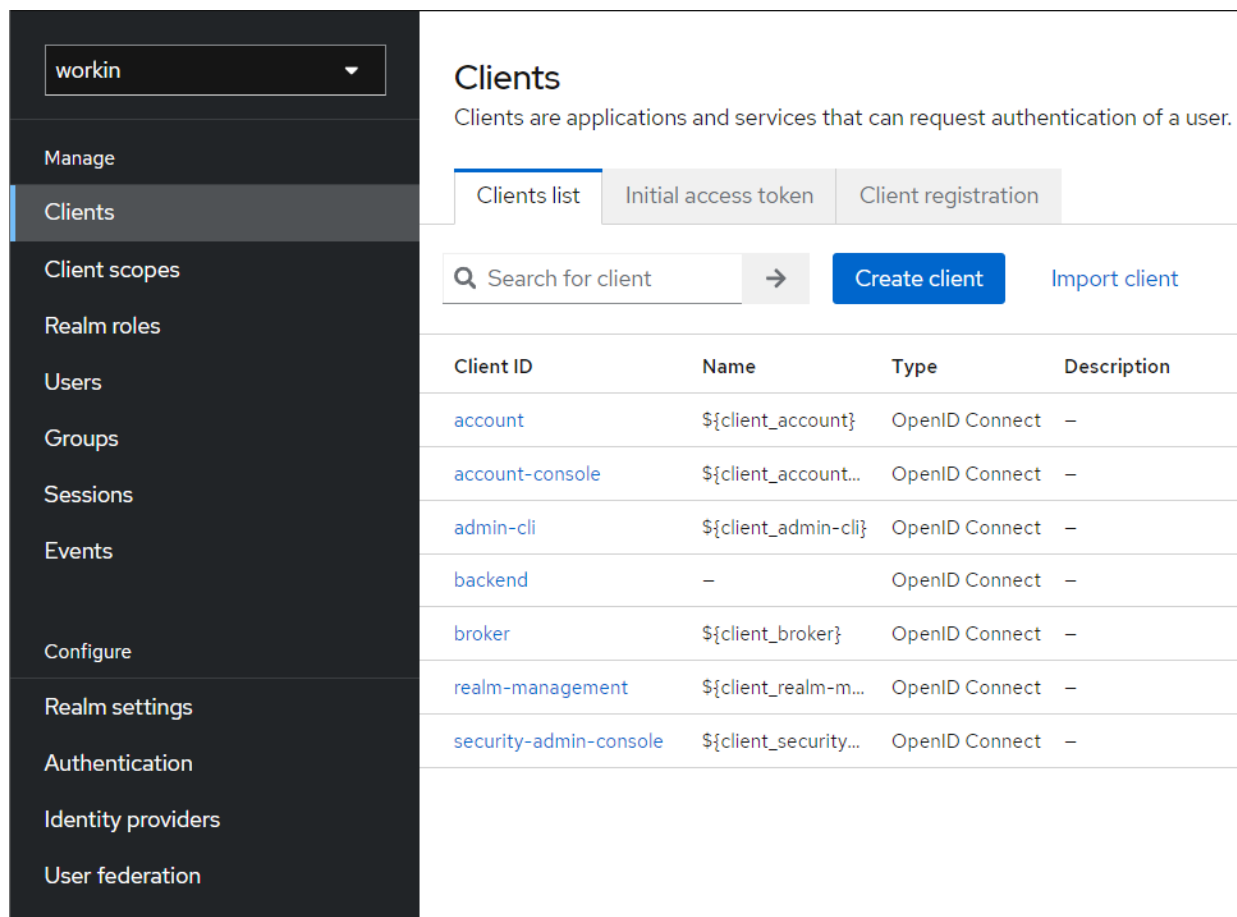 workin
Manage
Clients
Client scopes
Realm roles
Users
Groups
Sessions
Events
Configure
Realm settings
Authentication
Identity providers
User federation
Clients
Clients are applications and services that can request authentication of a user.
Clients list Initial access token Client registration
Search for client Create client Import client
Client ID Name Type Description
account ${client_account} OpenID Connect –
account-console ${client_account... OpenID Connect –
admin-cli ${client_admin-cli} OpenID Connect –
backend – OpenID Connect –
broker ${client_broker} OpenID Connect –
realm-management ${client_realm-m... OpenID Connect –
security-admin-console ${client_security... OpenID Connect –